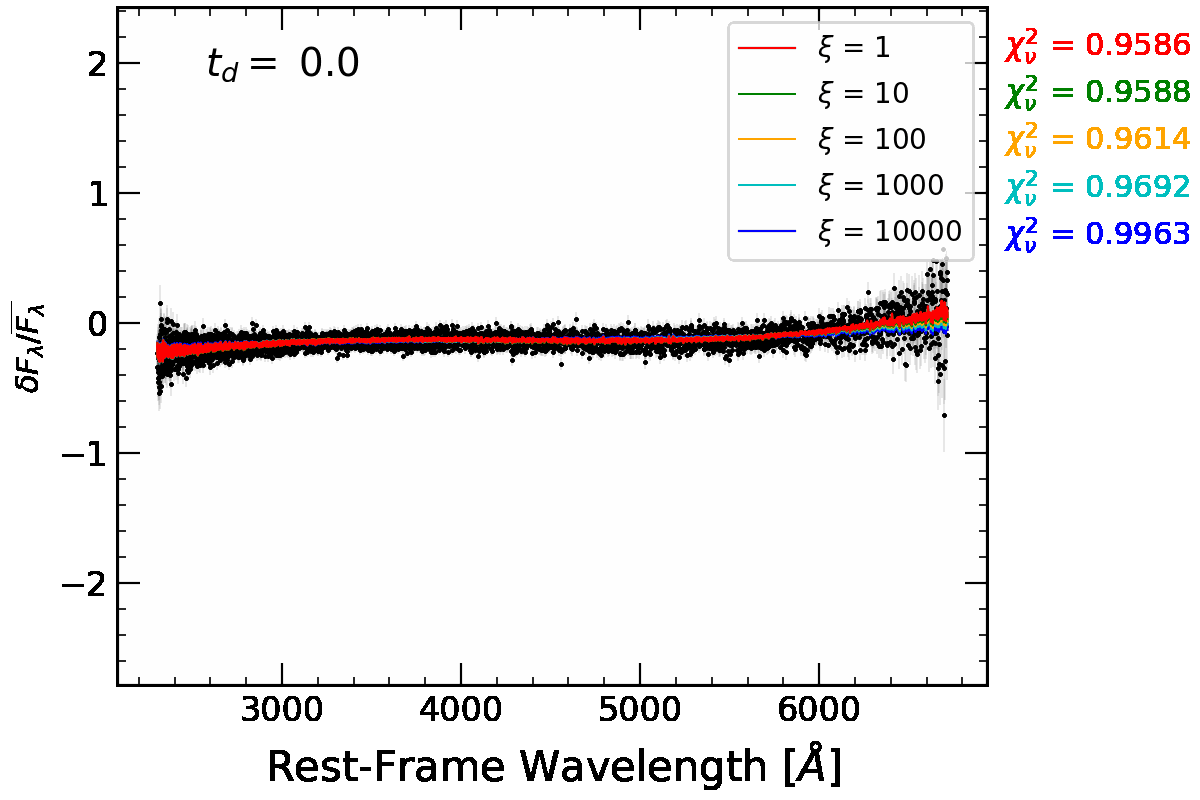 t_d = 0.0
ξ = 1
ξ = 10
ξ = 100
ξ = 1000
ξ = 10000
χ²_ν = 0.9586
χ²_ν = 0.9588
χ²_ν = 0.9614
χ²_ν = 0.9692
χ²_ν = 0.9963
2
1
0
−1
−2
δF_λ/F̅_λ̅
3000 4000 5000 6000
Rest-Frame Wavelength [Å]